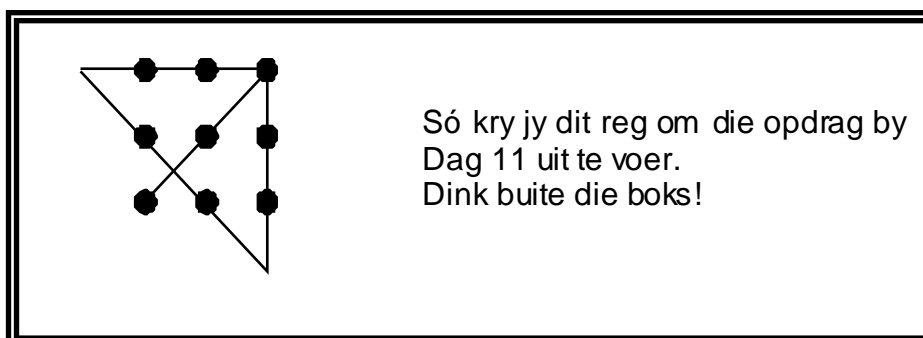 Só kry jy dit reg om die opdrag by
Dag 11 uit te voer.
Dink buite die boks!